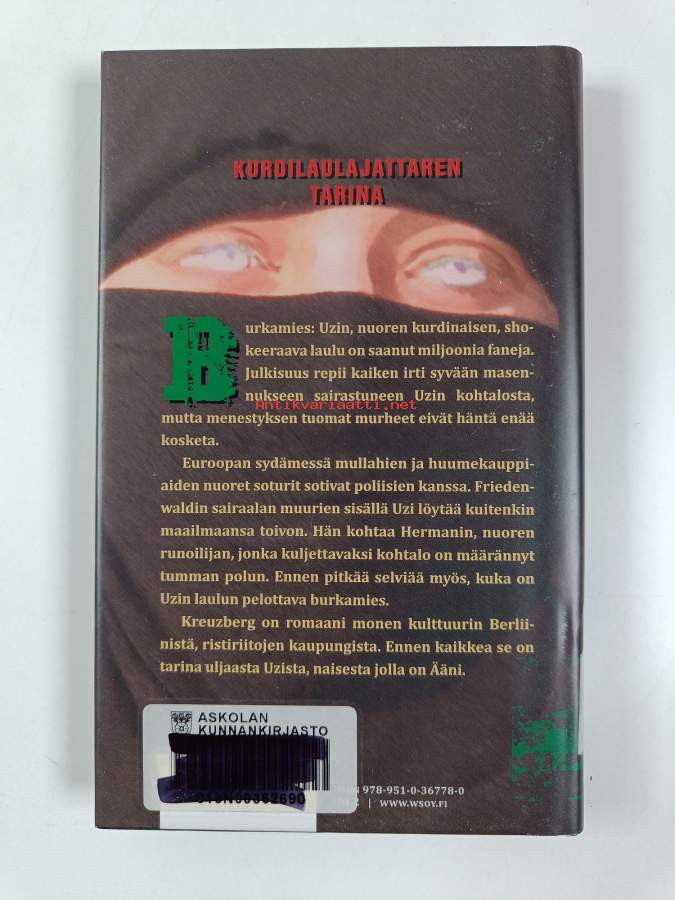 KURDILAULAJATTAREN
TARINA
Burkamies: Uzin, nuoren kurdinaisen, sho-
keeraava laulu on saanut miljoonia faneja.
Julkisuus repii kaiken irti syvään masen-
nukseen sairastuneen Uzin kohtalosta,
Antikvariaatti.net
mutta menestyksen tuomat murheet eivät häntä enää
kosketa.
Euroopan sydämessä mullahien ja huumekauppi-
aiden nuoret soturit sotivat poliisien kanssa. Frieden-
waldin sairaalan muurien sisällä Uzi löytää kuitenkin
maailmaansa toivon. Hän kohtaa Hermanin, nuoren
runoilijan, jonka kuljettavaksi kohtalo on määrännyt
tumman polun. Ennen pitkää selviää myös, kuka on
Uzin laulun pelottava burkamies.
Kreuzberg on romaani monen kulttuurin Berlii-
nistä, ristiriitojen kaupungista. Ennen kaikkea se on
tarina uljaasta Uzista, naisesta jolla on Ääni.
ASKOLAN
KUNNANKIRJASTO
978-951-0-36778-0
| WWW.WSOY.FI